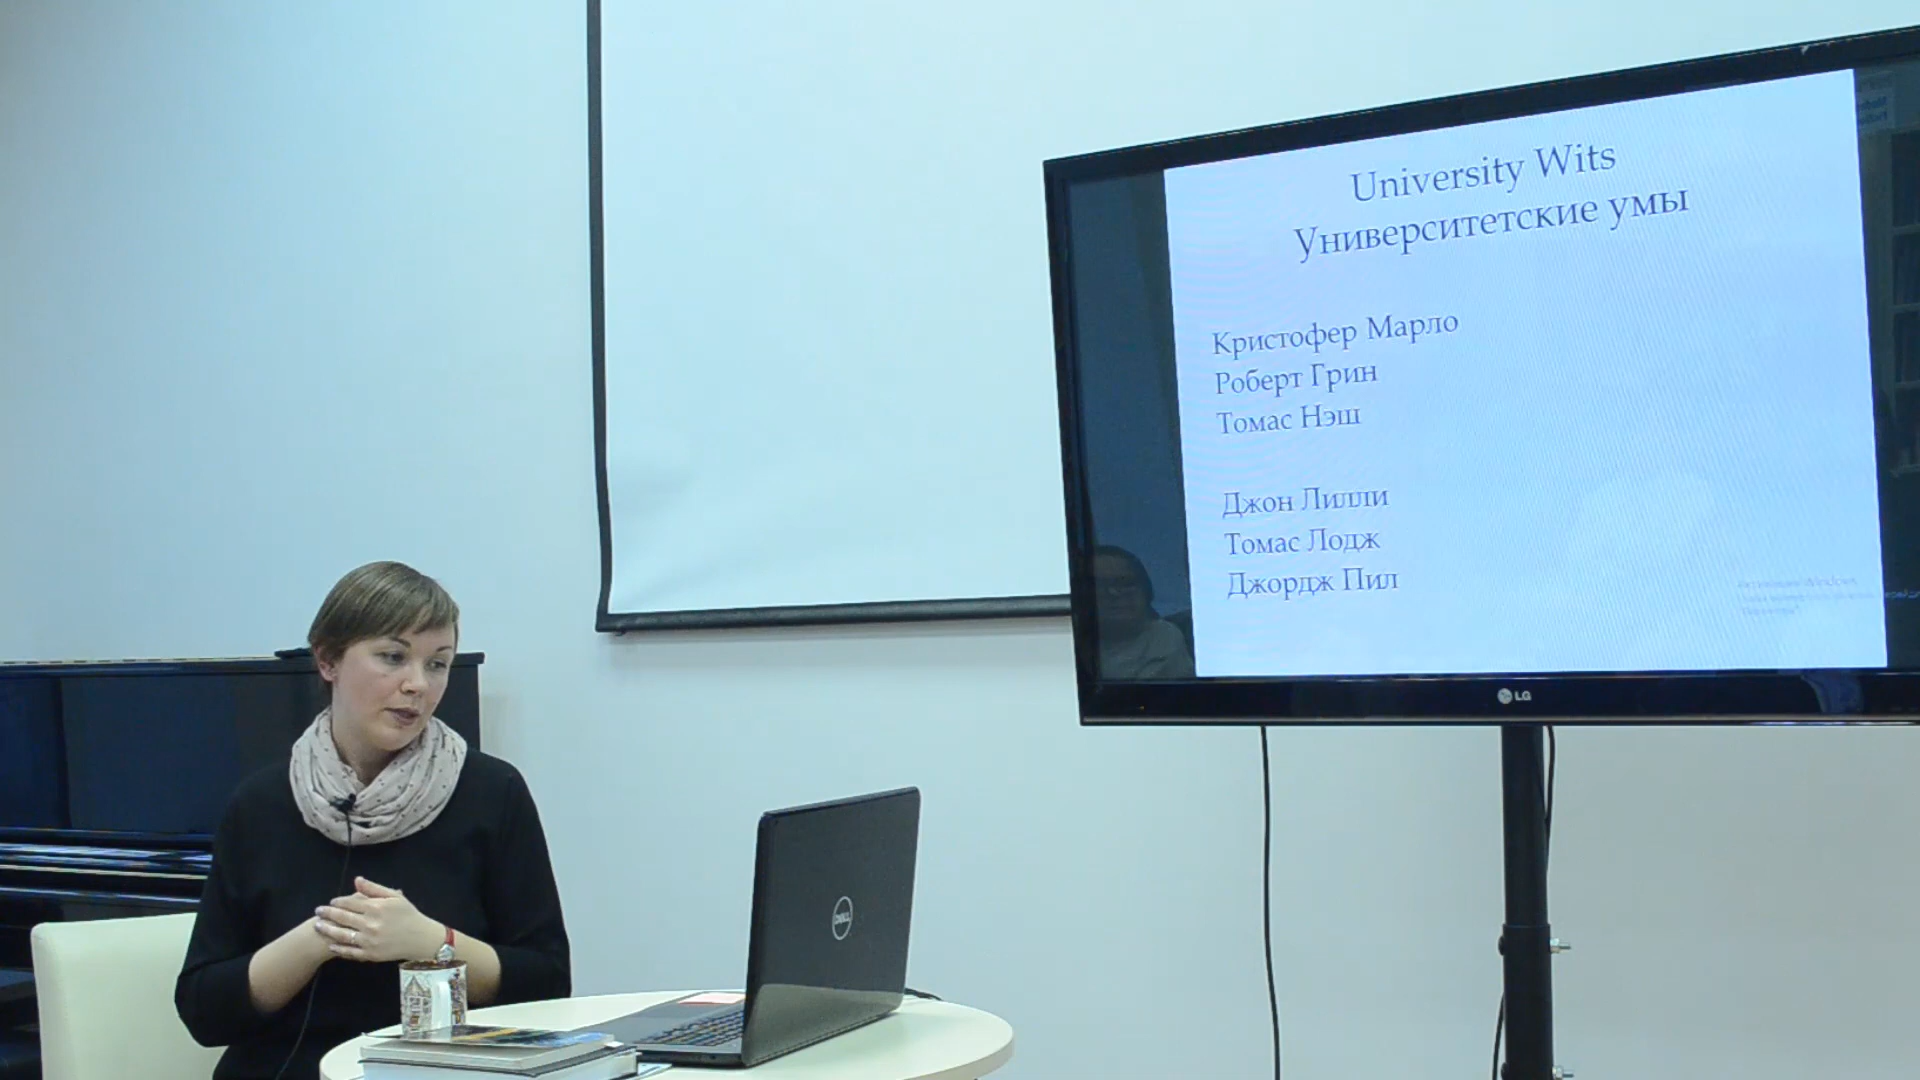 University Wits
Университетские умы
Кристофер Марло
Роберт Грин
Томас Нэш
Джон Лилли
Томас Лодж
Джордж Пил
LG
DELL